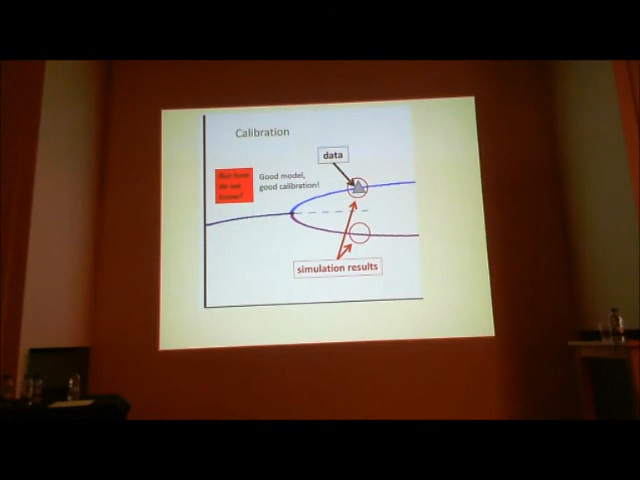 Calibration
data
But how
do we
know?
Good model,
good calibration!
simulation results